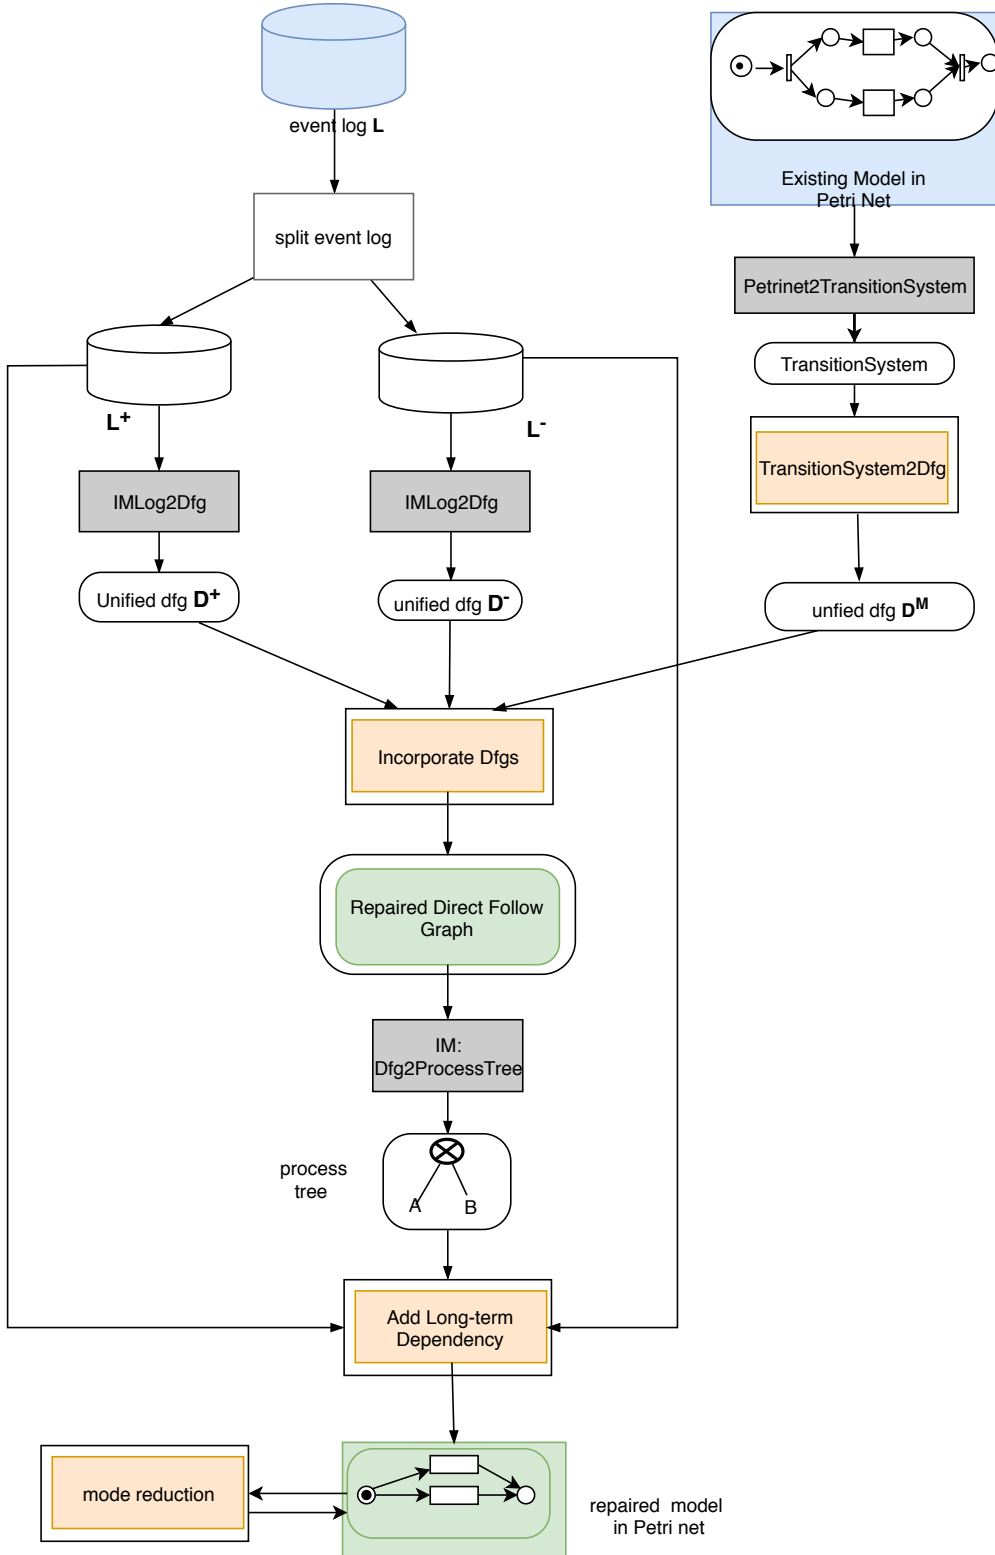 event log L
Existing Model in
Petri Net
split event log
Petrinet2TransitionSystem
TransitionSystem
L+
L-
TransitionSystem2Dfg
IMLog2Dfg
IMLog2Dfg
Unified dfg D+
unified dfg D-
unfied dfg DM
Incorporate Dfgs
Repaired Direct Follow
Graph
IM:
Dfg2ProcessTree
process
tree
A
B
Add Long-term
Dependency
mode reduction
repaired model
in Petri net